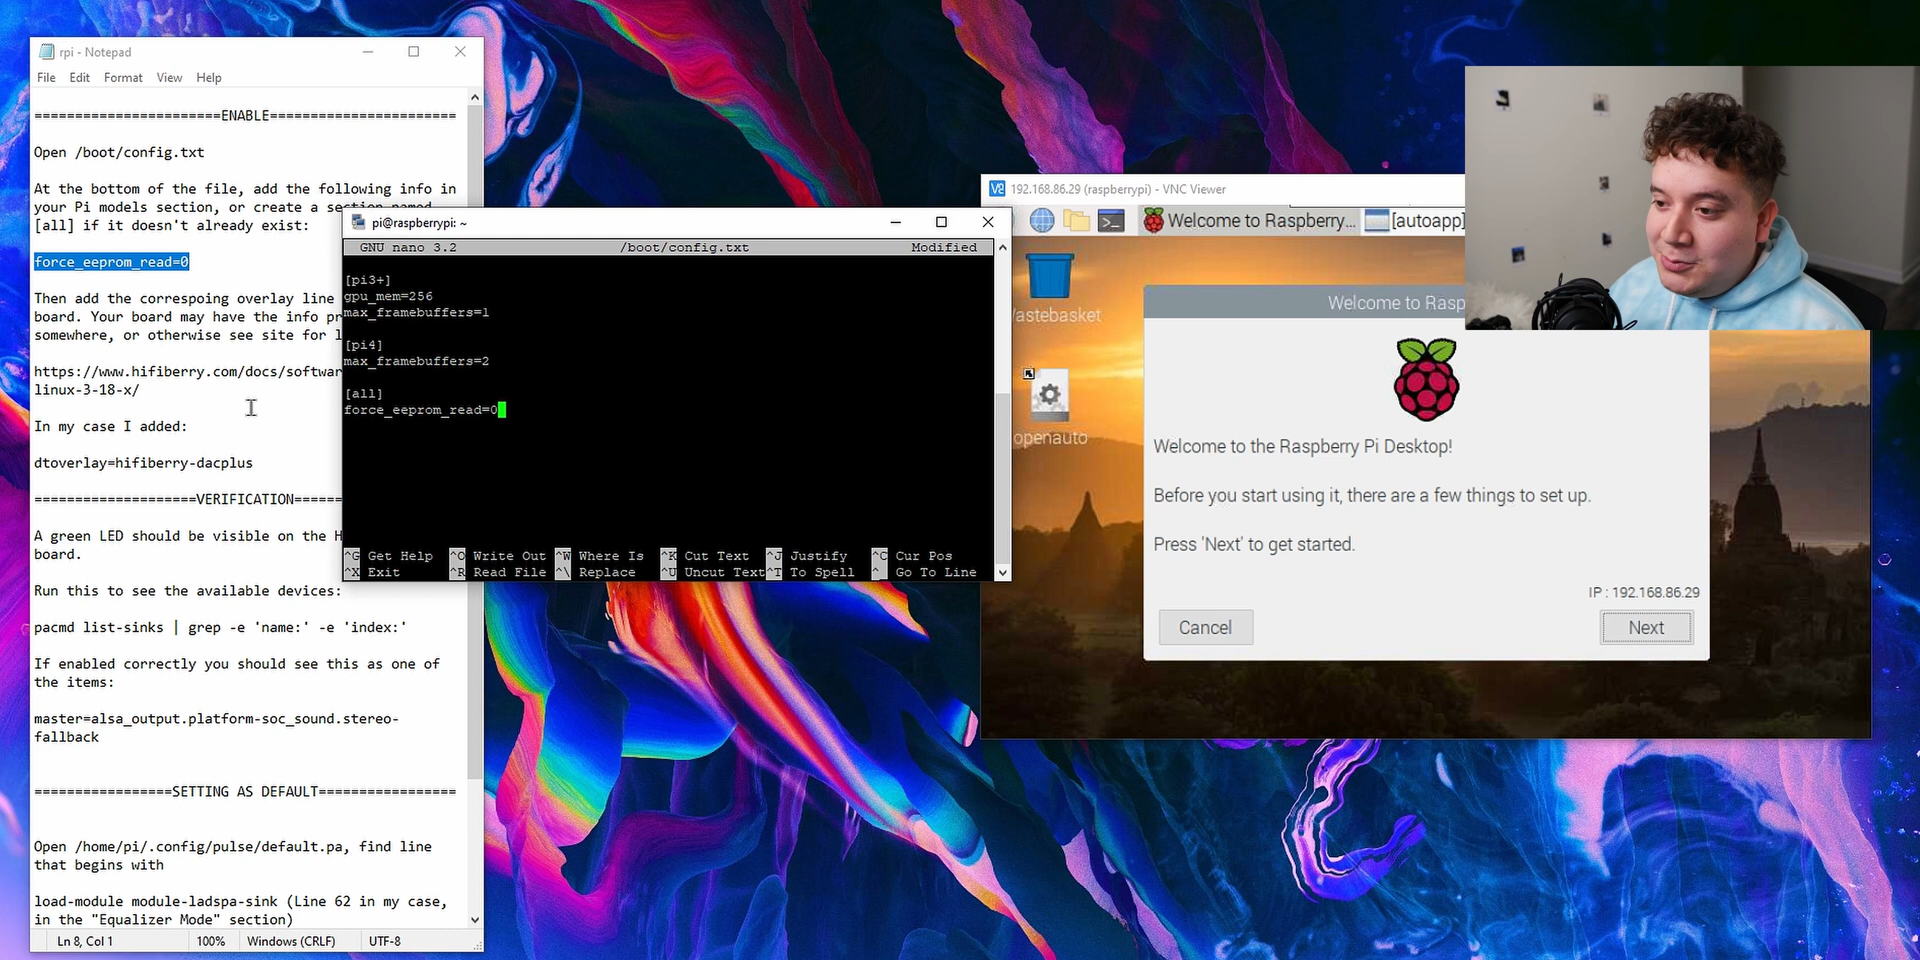 rpi - Notepad
File Edit Format View Help
=======================ENABLE=======================
Open /boot/config.txt
At the bottom of the file, add the following info in
your Pi models section, or create a section named
[all] if it doesn't already exist:
force_eeprom_read=0
Then add the correspoing overlay line
board. Your board may have the info pr
somewhere, or otherwise see site for l
https://www.hifiberry.com/docs/softwar
linux-3-18-x/
In my case I added:
dtoverlay=hifiberry-dacplus
====================VERIFICATION======
A green LED should be visible on the H
board.
Run this to see the available devices:
pacmd list-sinks | grep -e 'name:' -e 'index:'
If enabled correctly you should see this as one of
the items:
master=alsa_output.platform-soc_sound.stereo-
fallback
=================SETTING AS DEFAULT=================
Open /home/pi/.config/pulse/default.pa, find line
that begins with
load-module module-ladspa-sink (Line 62 in my case,
in the "Equalizer Mode" section)
Ln 8, Col 1 100% Windows (CRLF) UTF-8
pi@raspberrypi: ~
GNU nano 3.2 /boot/config.txt Modified
[pi3+]
gpu_mem=256
max_framebuffers=1
[pi4]
max_framebuffers=2
[all]
force_eeprom_read=0
^G Get Help ^O Write Out ^W Where Is ^K Cut Text ^J Justify ^C Cur Pos
^X Exit ^R Read File ^\ Replace ^U Uncut Text ^T To Spell ^_ Go To Line
192.168.86.29 (raspberrypi) - VNC Viewer
Welcome to Raspberry... [autoapp]
Wastebasket
openauto
Welcome to Rasp
Welcome to the Raspberry Pi Desktop!
Before you start using it, there are a few things to set up.
Press 'Next' to get started.
IP : 192.168.86.29
Cancel Next